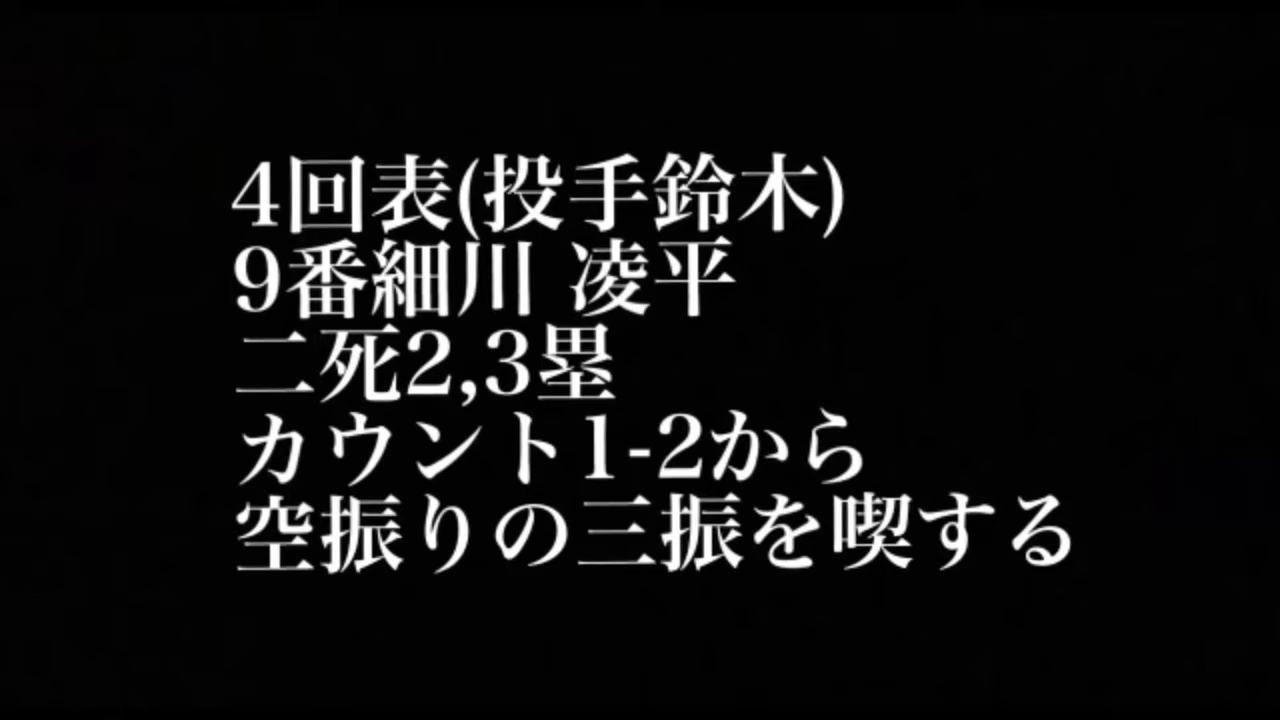 4回表(投手鈴木)
9番細川 凌平
二死2,3塁
カウント1-2から
空振りの三振を喫する